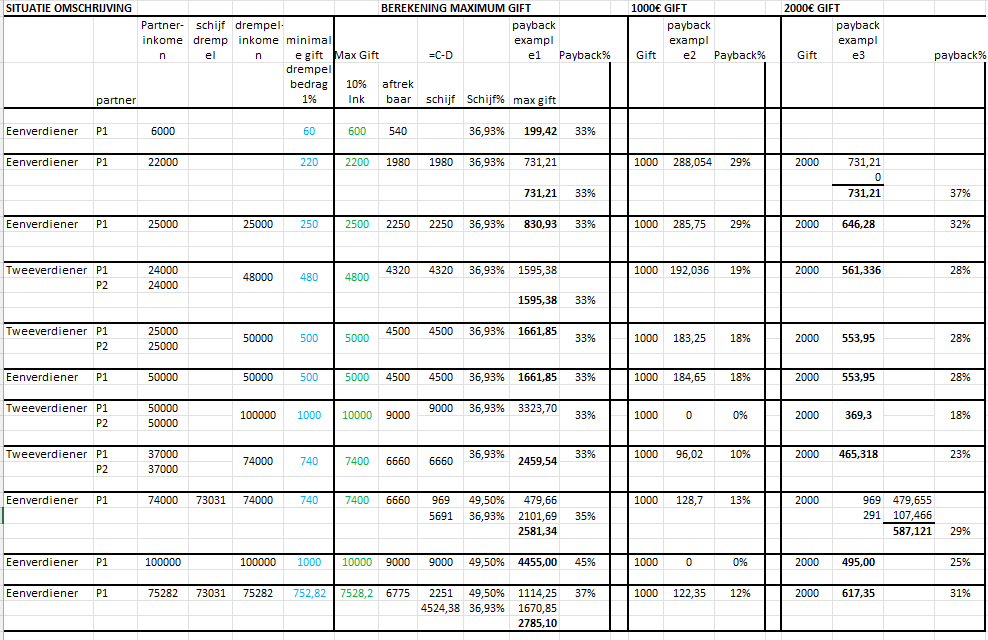 SITUATIE OMSCHRIJVING BEREKENING MAXIMUM GIFT 1000€ GIFT 2000€ GIFT
Partner- schijf drempel- payback payback payback
inkome dremp inkome minimal exampl exampl exampl
n el n e gift Max Gift =C-D e1 Payback% Gift e2 Payback% Gift e3 payback%
drempel
bedrag 10% aftrek
partner 1% Ink baar schijf Schijf% max gift
Eenverdiener P1 6000 60 600 540 36,93% 199,42 33%
Eenverdiener P1 22000 220 2200 1980 1980 36,93% 731,21 1000 288,054 29% 2000 731,21
0
731,21 33% 731,21 37%
Eenverdiener P1 25000 25000 250 2500 2250 2250 36,93% 830,93 33% 1000 285,75 29% 2000 646,28 32%
Tweeverdiener P1 24000 48000 480 4800 4320 4320 36,93% 1595,38 1000 192,036 19% 2000 561,336 28%
P2 24000
1595,38 33%
Tweeverdiener P1 25000 50000 500 5000 4500 4500 36,93% 1661,85 33% 1000 183,25 18% 2000 553,95 28%
P2 25000
Eenverdiener P1 50000 50000 500 5000 4500 4500 36,93% 1661,85 33% 1000 184,65 18% 2000 553,95 28%
Tweeverdiener P1 50000 100000 1000 10000 9000 9000 36,93% 3323,70 33% 1000 0 0% 2000 369,3 18%
P2 50000
Tweeverdiener P1 37000 74000 740 7400 6660 6660 36,93% 2459,54 33% 1000 96,02 10% 2000 465,318 23%
P2 37000
Eenverdiener P1 74000 73031 74000 740 7400 6660 969 49,50% 479,66 1000 128,7 13% 2000 969 479,655
5691 36,93% 2101,69 35% 291 107,466
2581,34 587,121 29%
Eenverdiener P1 100000 100000 1000 10000 9000 9000 49,50% 4455,00 45% 1000 0 0% 2000 495,00 25%
Eenverdiener P1 75282 73031 75282 752,82 7528,2 6775 2251 49,50% 1114,25 37% 1000 122,35 12% 2000 617,35 31%
4524,38 36,93% 1670,85
2785,10